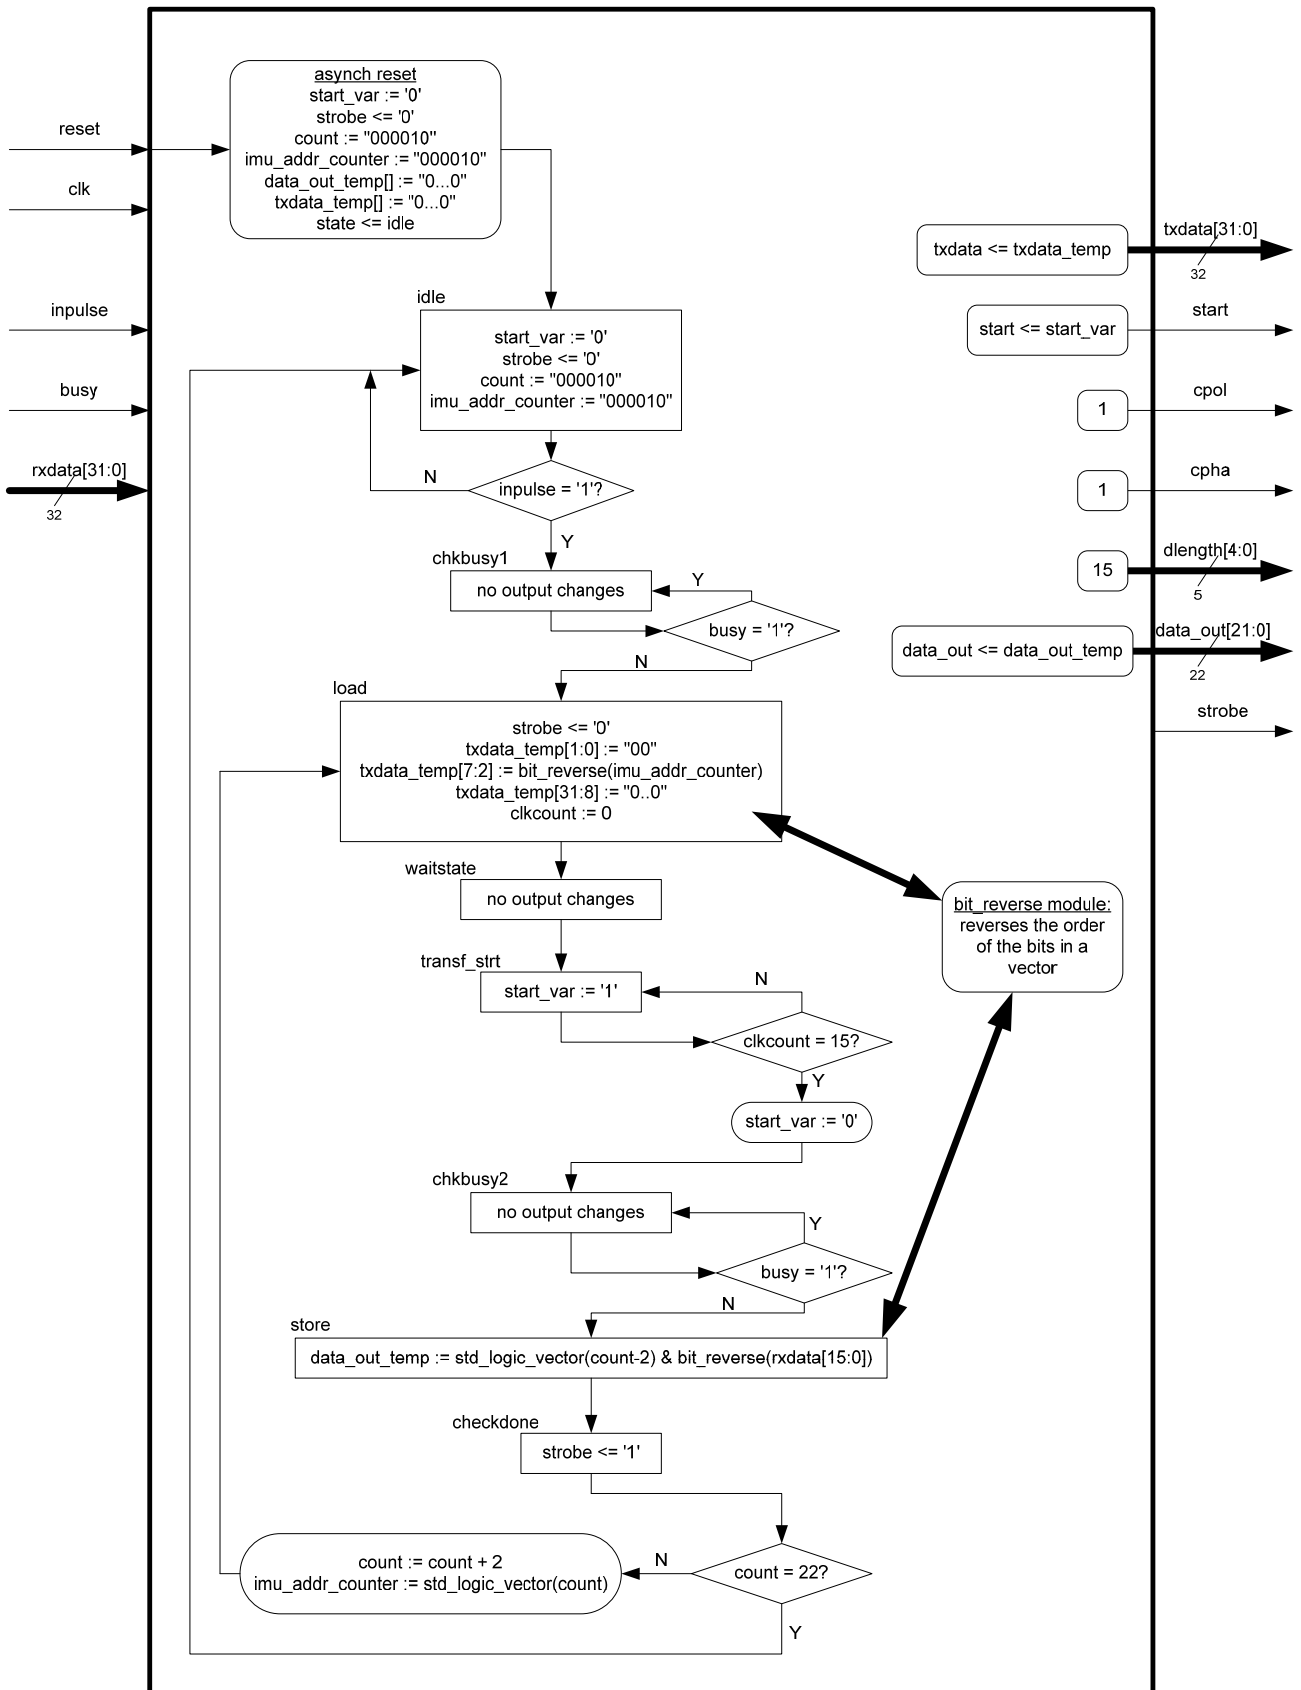 asynch reset
start_var := '0'
strobe <= '0'
count := "000010"
imu_addr_counter := "000010"
data_out_temp[] := "0...0"
txdata_temp[] := "0...0"
state <= idle
reset
clk
inpulse
busy
rxdata[31:0]
32
txdata <= txdata_temp
txdata[31:0]
32
start <= start_var
start
1
cpol
1
cpha
15
dlength[4:0]
5
data_out <= data_out_temp
data_out[21:0]
22
strobe
idle
start_var := '0'
strobe <= '0'
count := "000010"
imu_addr_counter := "000010"
inpulse = '1'?
N
Y
chkbusy1
no output changes
Y
busy = '1'?
N
load
strobe <= '0'
txdata_temp[1:0] := "00"
txdata_temp[7:2] := bit_reverse(imu_addr_counter)
txdata_temp[31:8] := "0..0"
clkcount := 0
waitstate
no output changes
bit_reverse module:
reverses the order
of the bits in a
vector
transf_strt
start_var := '1'
N
clkcount = 15?
Y
start_var := '0'
chkbusy2
no output changes
Y
busy = '1'?
N
store
data_out_temp := std_logic_vector(count-2) & bit_reverse(rxdata[15:0])
checkdone
strobe <= '1'
count = 22?
N
count := count + 2
imu_addr_counter := std_logic_vector(count)
Y